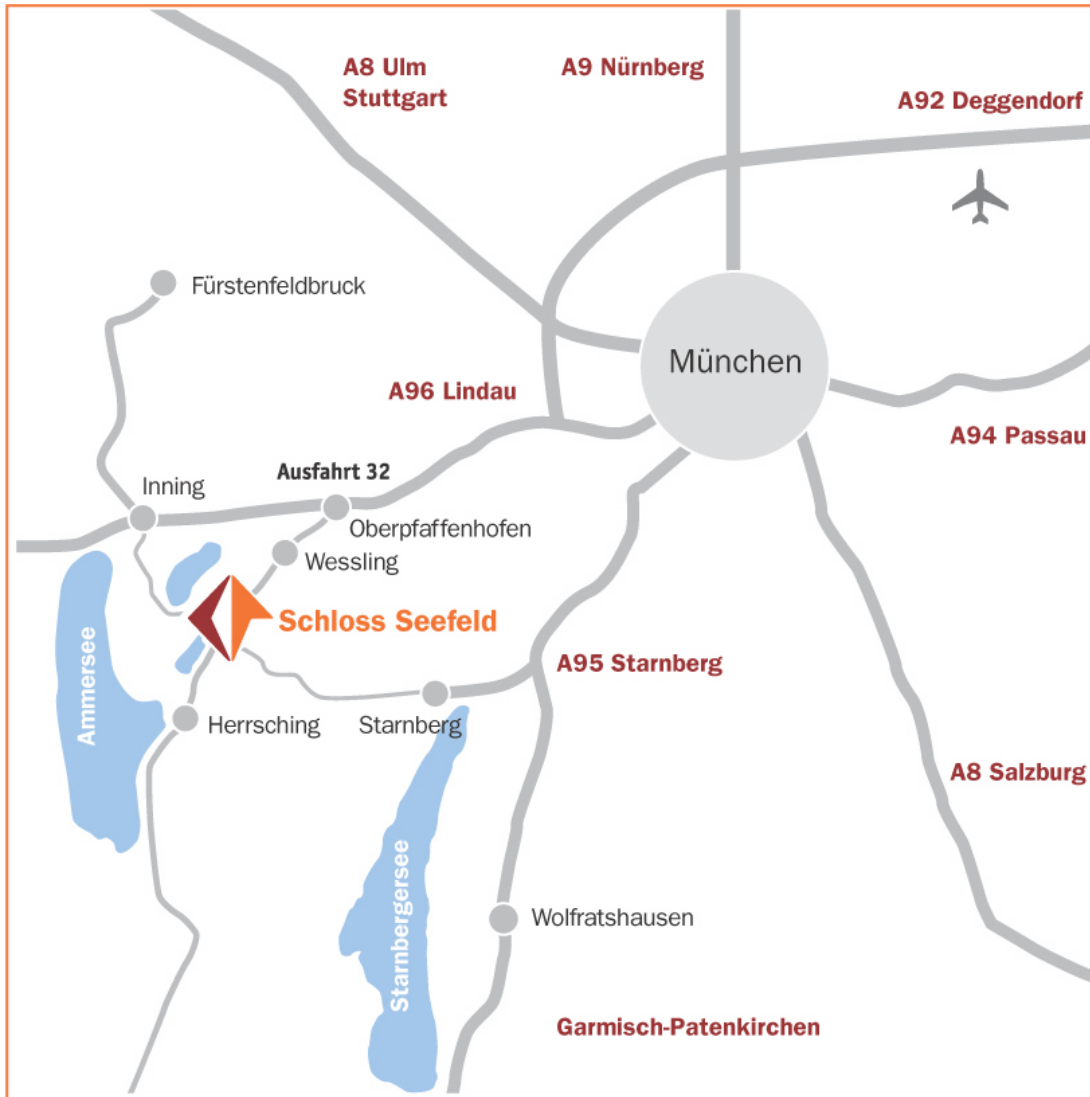 A8 Ulm
Stuttgart
A9 Nürnberg
A92 Deggendorf
Fürstenfeldbruck
München
A96 Lindau
A94 Passau
Ausfahrt 32
Inning
Oberpfaffenhofen
Wessling
Schloss Seefeld
A95 Starnberg
Ammersee
Herrsching
Starnberg
A8 Salzburg
Starnbergersee
Wolfratshausen
Garmisch-Patenkirchen